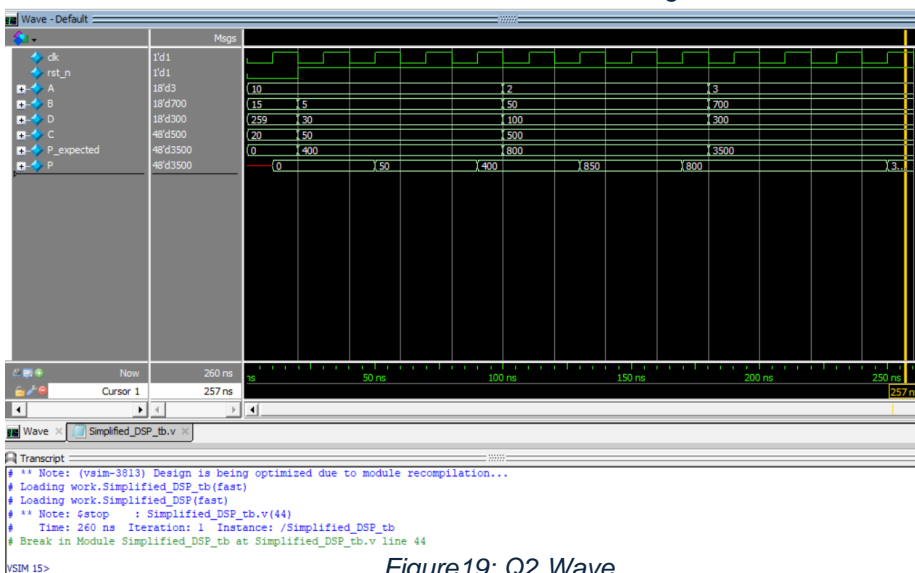 Wave - Default
Msgs
clk 1'd1
rst_n 1'd1
A 18'd3 10 2 3
B 18'd700 15 5 50 700
D 18'd300 259 30 100 300
C 48'd500 20 50 500
P_expected 48'd3500 0 400 800 3500
P 48'd3500 0 50 400 850 800 3...
Now 260 ns ns 50 ns 100 ns 150 ns 200 ns 250 ns
Cursor 1 257 ns 257 n
Wave Simplified_DSP_tb.v
Transcript
# ** Note: (vsim-3813) Design is being optimized due to module recompilation...
# Loading work.Simplified_DSP_tb(fast)
# Loading work.Simplified_DSP(fast)
# ** Note: $stop : Simplified_DSP_tb.v(44)
# Time: 260 ns Iteration: 1 Instance: /Simplified_DSP_tb
# Break in Module Simplified_DSP_tb at Simplified_DSP_tb.v line 44
VSIM 15>
Figure19: Q2 Wave